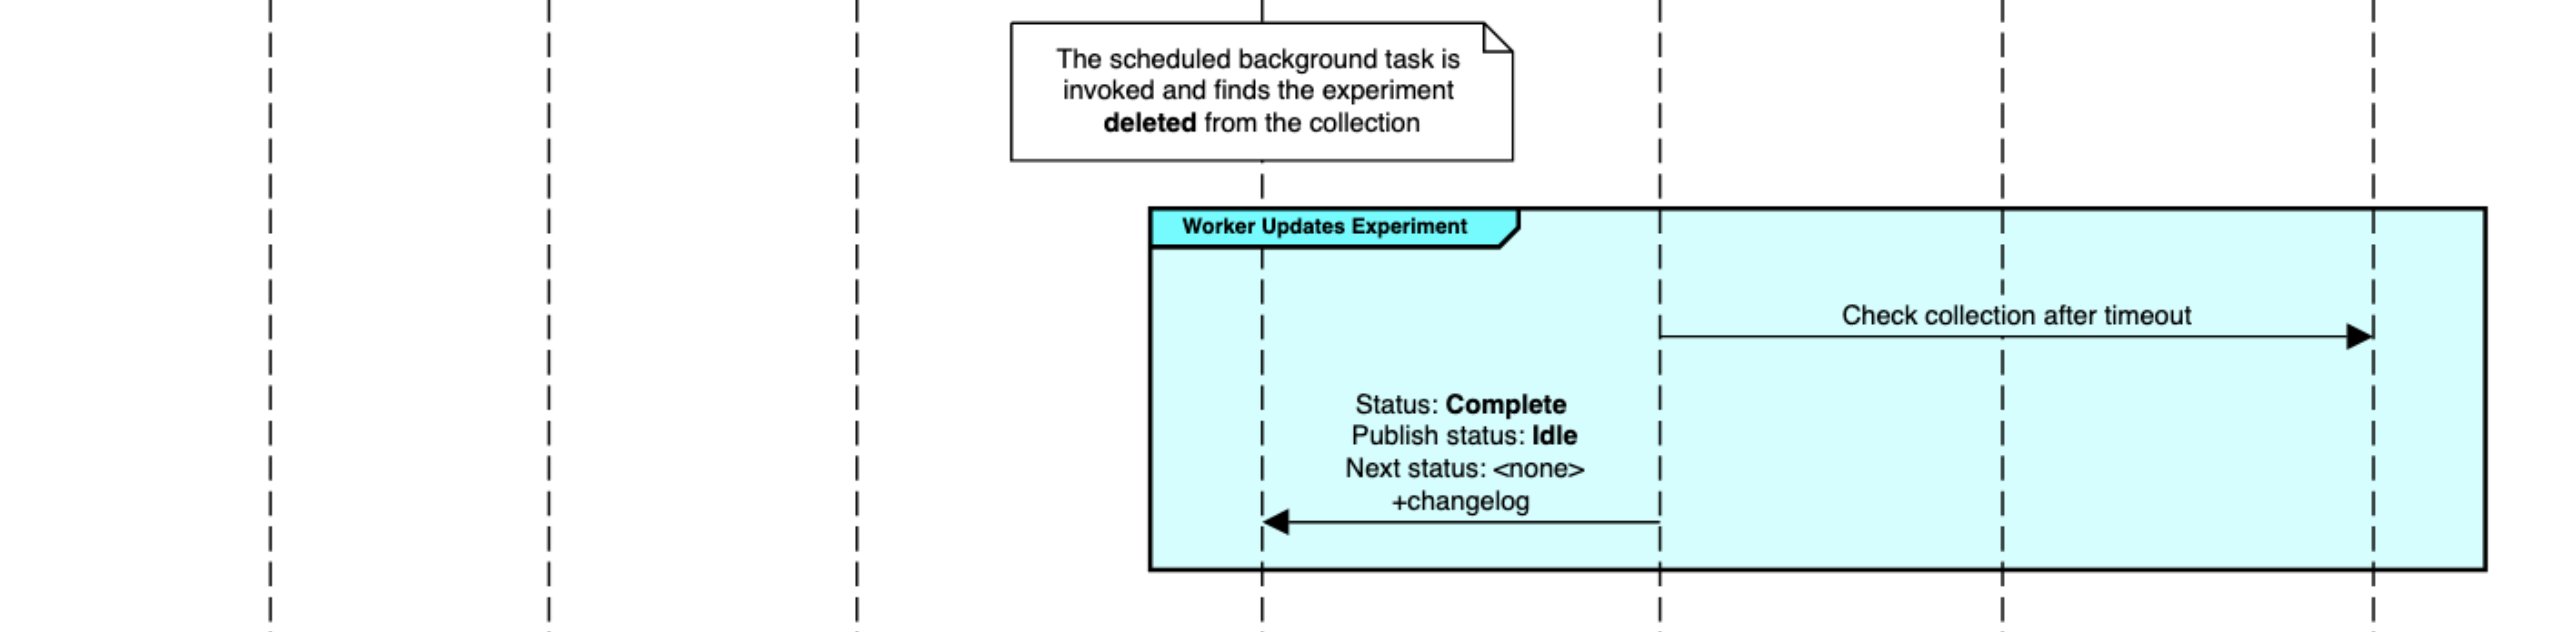 The scheduled background task is
invoked and finds the experiment
deleted from the collection
Worker Updates Experiment
Check collection after timeout
Status: Complete
Publish status: Idle
Next status: <none>
+changelog